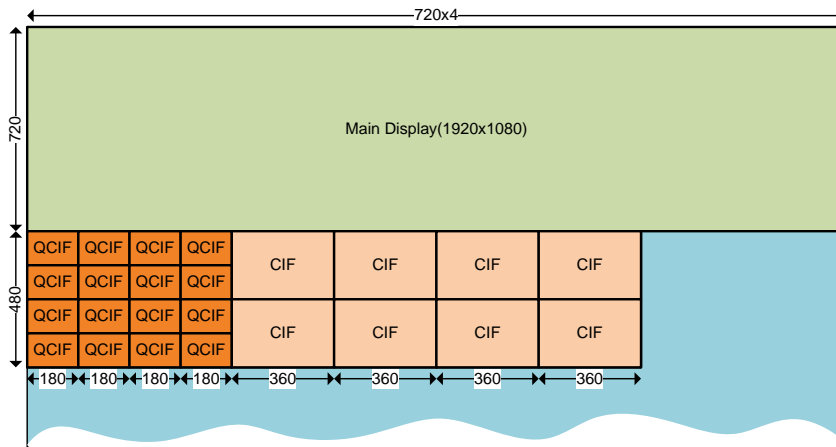 720x4
720
Main Display(1920x1080)
480
QCIF QCIF QCIF QCIF
CIF CIF CIF CIF
QCIF QCIF QCIF QCIF
QCIF QCIF QCIF QCIF
CIF CIF CIF CIF
QCIF QCIF QCIF QCIF
180 180 180 180 360 360 360 360